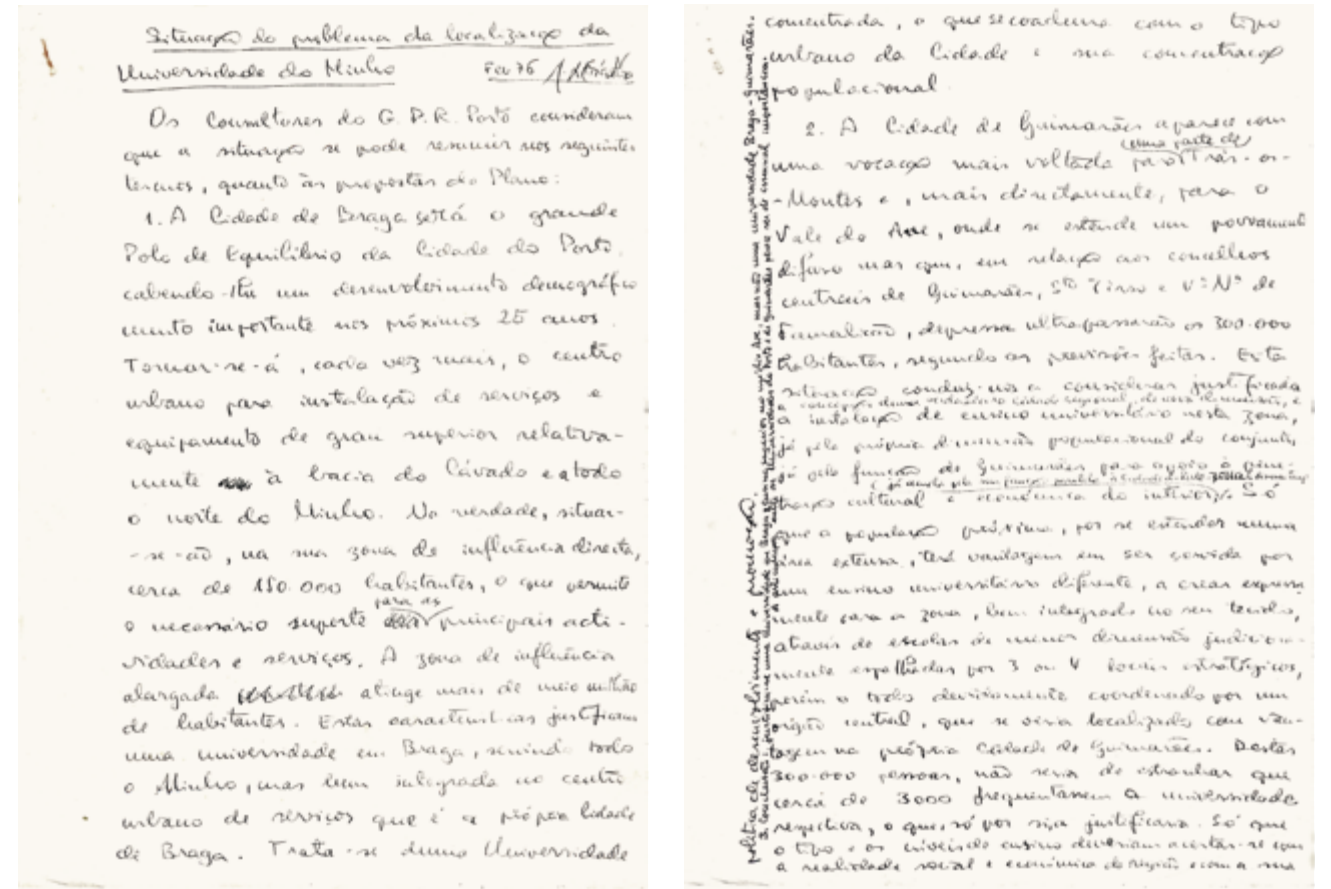 Situação do problema da localização da
Universidade do Minho Fev 76
Os Consultores do G.P.R. Porto consideram
que a situação se pode resumir nos seguintes
termos, quanto às propostas do Plano:
1. A Cidade de Braga será o grande
Polo de Equilíbrio da Cidade do Porto,
cabendo-lhe um desenvolvimento demográfico
muito importante nos próximos 25 anos.
Tornar-se-á, cada vez mais, o centro
urbano para instalação de serviços e
equipamento de grau superior relativa-
mente à bacia do Cávado e a todo
o norte do Minho. Na verdade, situar-
-se-ão, na sua zona de influência directa,
cerca de 150.000 habitantes, o que permite
o necessário suporte para as principais acti-
vidades e serviços. A zona de influência
alargada atinge mais de meio milhão
de habitantes. Estas características justificam
uma universidade em Braga, servindo todo
o Minho, mas bem integrada no centro
urbano de serviços que é a própria Cidade
de Braga. Trata-se duma Universidade
concentrada, o que se coaduna com o tipo
urbano da Cidade e sua concentração
populacional.
2. A Cidade de Guimarães aparece com
uma vocação mais voltada para (uma parte de) Trás-os-
-Montes e, mais directamente, para o
Vale do Ave, onde se estende um povoamento
difuso mas que, em relação aos concelhos
centrais de Guimarães, Sto Tirso e Vª Nª de
Famalicão, depressa ultrapassarão os 300.000
habitantes, segundo as previsões feitas. Esta
situação conduz-nos a considerar justificada
a instalação de ensino universitário nesta zona,
já pela própria dimensão populacional do conjunto,
já pela função de Guimarães para apoio à pene-
tração cultural e económica do interior. Só
que a população próxima, por se estender numa
área extensa, terá vantagem em ser servida por
um ensino universitário diferente, a criar expressa-
mente para a zona, bem integrado no seu tecido,
através de escolas de menor dimensão judiciosa-
mente espalhadas por 3 ou 4 locais estratégicos,
porém o todo devidamente coordenado por um
órgão central, que se veria localizado com van-
tagem na própria Cidade de Guimarães. Destas
300.000 pessoas, não seria de estranhar que
cerca de 3000 frequentassem a universidade
respectiva, o que, só por si, a justificaria. Só que
o tipo e os níveis do ensino deveriam acertar-se com
a realidade social e económica da região e com a sua
política de desenvolvimento e promoção.